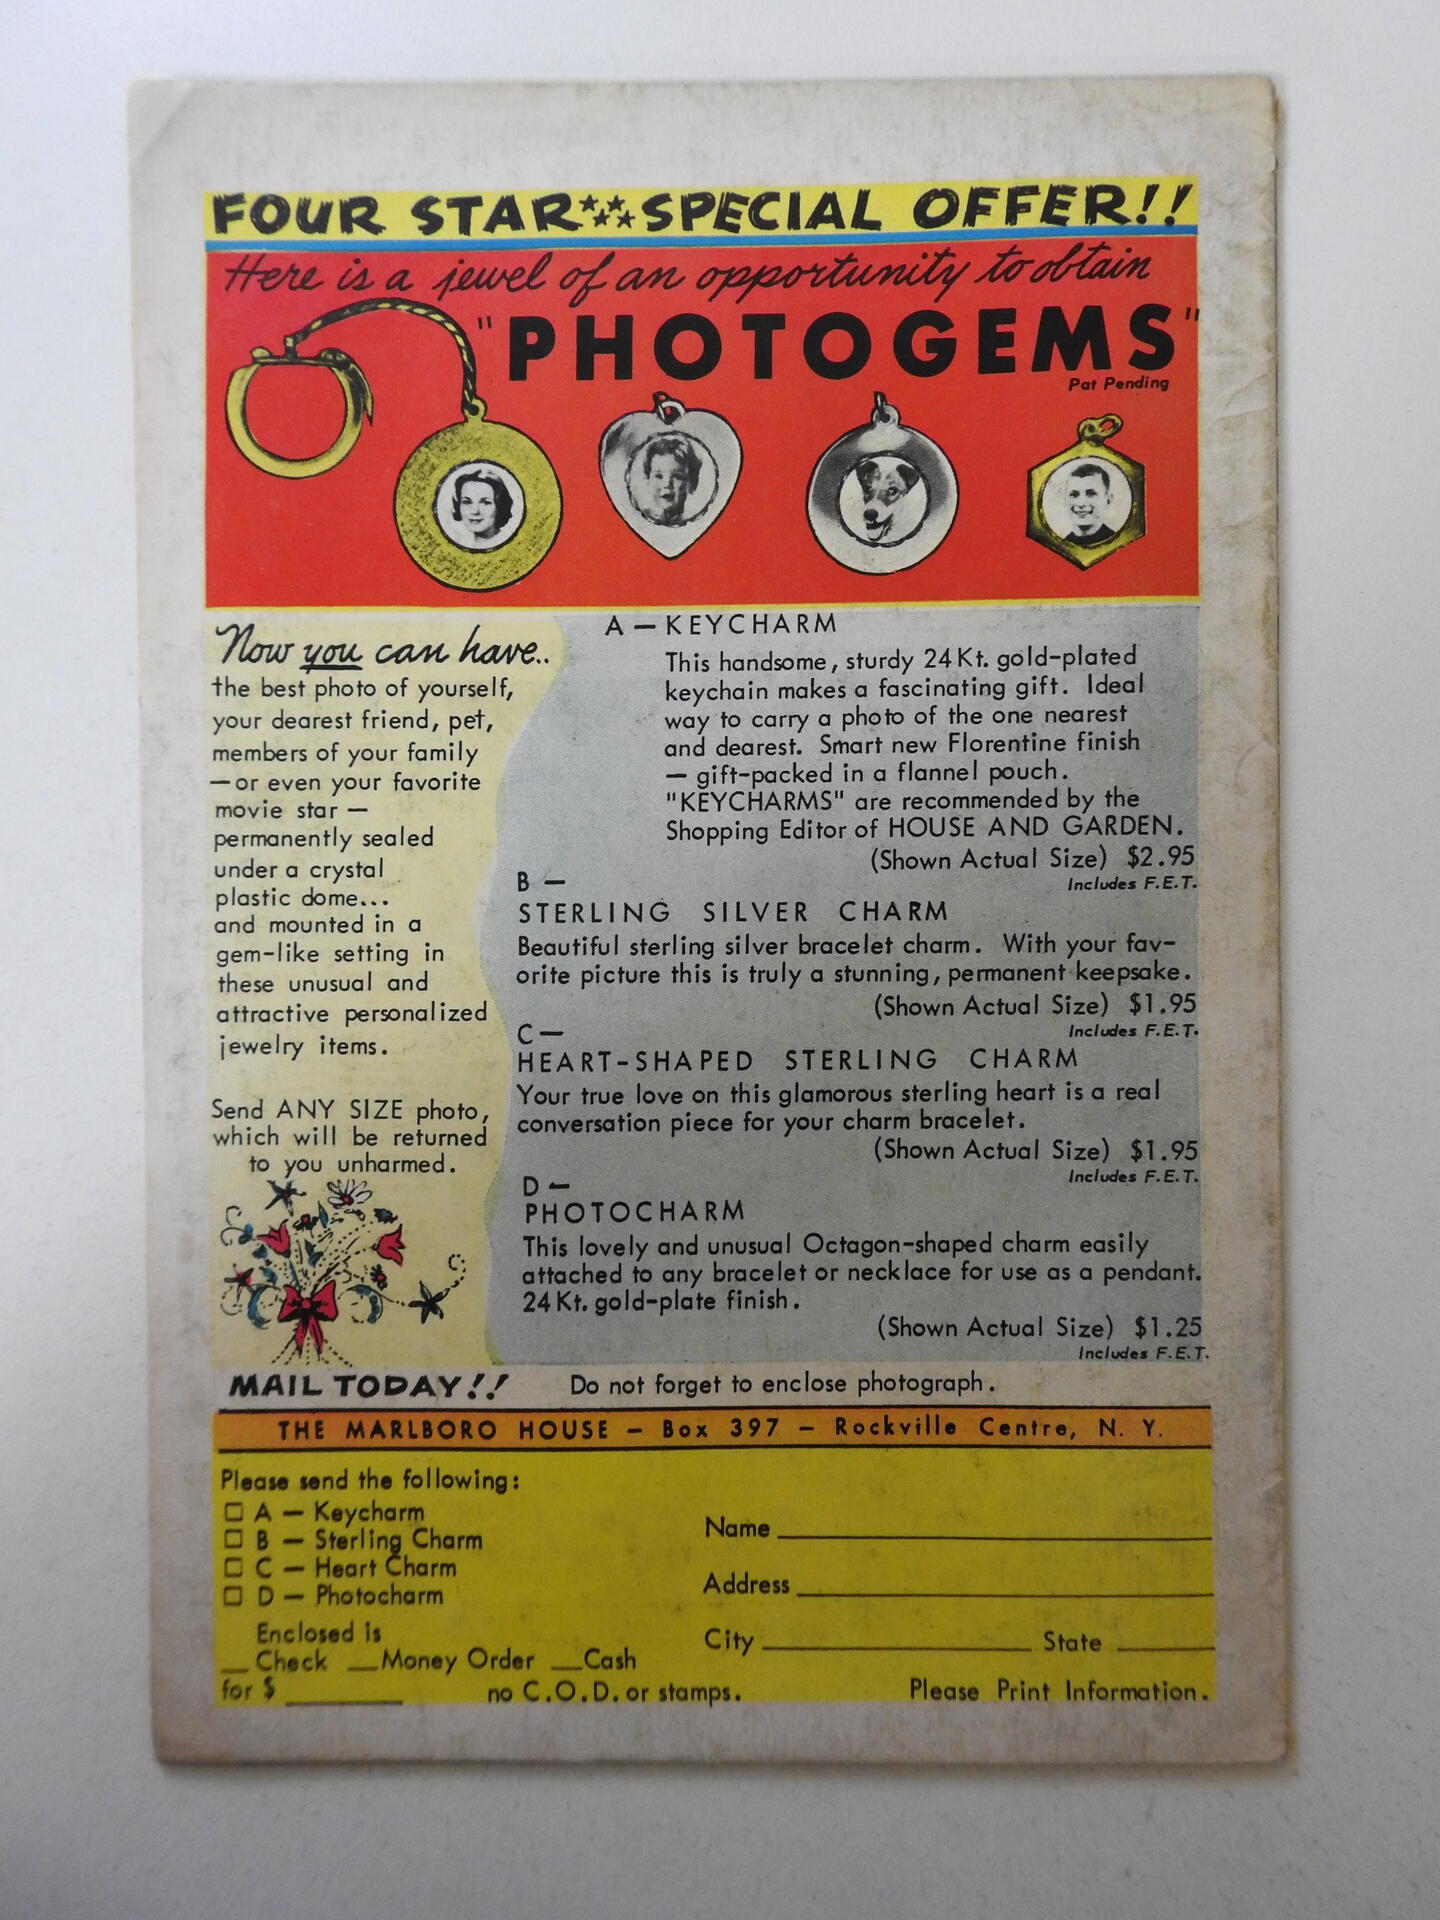 FOUR STAR★★★★SPECIAL OFFER!!
Here is a jewel of an opportunity to obtain
"PHOTOGEMS"
Pat Pending
Now you can have..
the best photo of yourself,
your dearest friend, pet,
members of your family
—or even your favorite
movie star —
permanently sealed
under a crystal
plastic dome...
and mounted in a
gem-like setting in
these unusual and
attractive personalized
jewelry items.
Send ANY SIZE photo,
which will be returned
to you unharmed.
A — KEYCHARM
This handsome, sturdy 24Kt. gold-plated
keychain makes a fascinating gift. Ideal
way to carry a photo of the one nearest
and dearest. Smart new Florentine finish
— gift-packed in a flannel pouch.
"KEYCHARMS" are recommended by the
Shopping Editor of HOUSE AND GARDEN.
(Shown Actual Size) $2.95
Includes F.E.T.
B —
STERLING SILVER CHARM
Beautiful sterling silver bracelet charm. With your fav-
orite picture this is truly a stunning, permanent keepsake.
(Shown Actual Size) $1.95
Includes F.E.T.
C —
HEART-SHAPED STERLING CHARM
Your true love on this glamorous sterling heart is a real
conversation piece for your charm bracelet.
(Shown Actual Size) $1.95
Includes F.E.T.
D —
PHOTOCHARM
This lovely and unusual Octagon-shaped charm easily
attached to any bracelet or necklace for use as a pendant.
24Kt. gold-plate finish.
(Shown Actual Size) $1.25
Includes F.E.T.
MAIL TODAY!! Do not forget to enclose photograph.
THE MARLBORO HOUSE — Box 397 — Rockville Centre, N. Y.
Please send the following:
☐ A — Keycharm
☐ B — Sterling Charm
☐ C — Heart Charm
☐ D — Photocharm
Enclosed is
__ Check __Money Order __Cash
for $ ________ no C.O.D. or stamps.
Name ________
Address ________
City ________ State ________
Please Print Information.